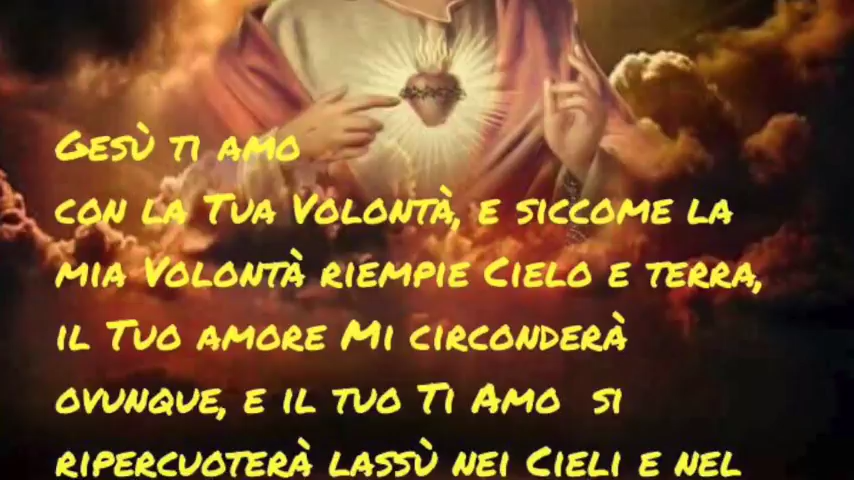 Gesù ti amo
con la Tua Volontà, e siccome la
mia Volontà riempie Cielo e terra,
il Tuo amore Mi circonderà
ovunque, e il tuo Ti Amo si
ripercuoterà lassù nei Cieli e nel